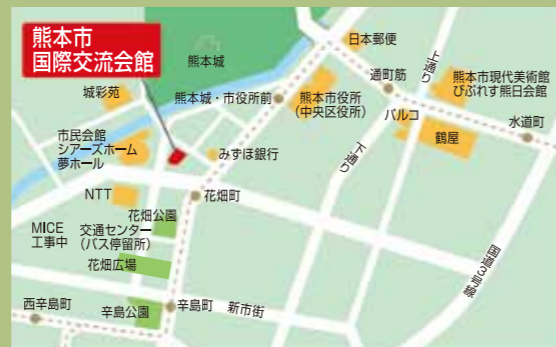 熊本市
国際交流会館
熊本城
日本郵便
上通り
城彩苑
熊本城・市役所前
通町筋
熊本市現代美術館
びぷれす熊日会館
熊本市役所
(中央区役所)
パルコ
水道町
鶴屋
市民会館
シアーズホーム
夢ホール
みずほ銀行
下通り
NTT
花畑町
花畑公園
MICE
工事中
交通センター
(バス停留所)
花畑広場
国道3号線
西辛島町
辛島公園
辛島町
新市街